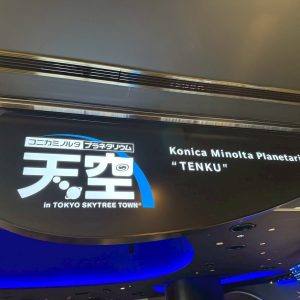 コニカミノルタ プラネタリウム
天空
in TOKYO SKYTREE TOWN®
Konica Minolta Planetari
"TENKU"